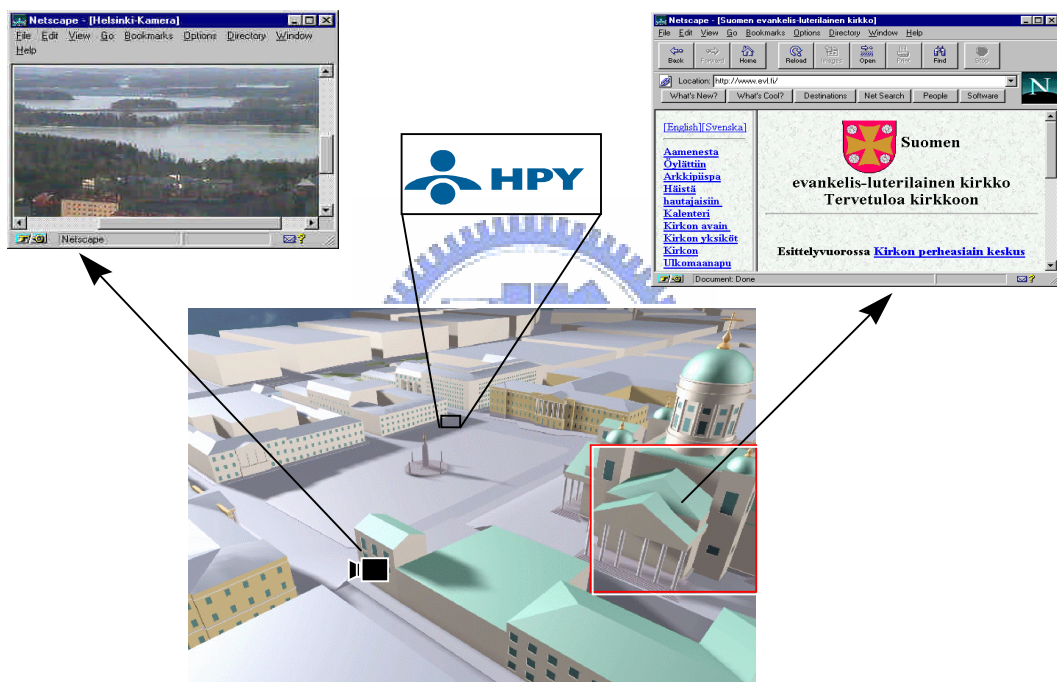 Netscape - [Helsinki-Kamera]
File Edit View Go Bookmarks Options Directory Window
Help
Netscape
HPY
Netscape - [Suomen evankelis-luterilainen kirkko]
File Edit View Go Bookmarks Options Directory Window Help
Back Forward Home Reload Images Open Print Find Stop
Location: http://www.evl.fi/
N
What's New? What's Cool? Destinations Net Search People Software
[English][Svenska]
Aamenesta
Öylättiin
Arkkipiispa
Häistä
hautajaisiin
Kalenteri
Kirkon avain
Kirkon yksiköt
Kirkon
Ulkomaanapu
Suomen
evankelis-luterilainen kirkko
Tervetuloa kirkkoon
Esittelyvuorossa Kirkon perheasiain keskus
Document: Done